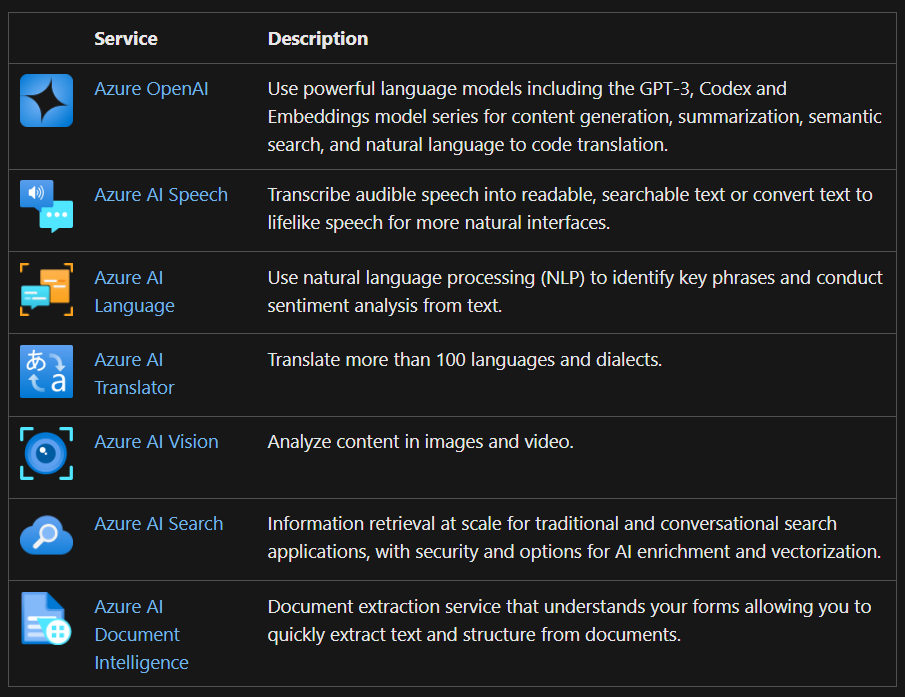 Service Description
Azure OpenAI Use powerful language models including the GPT-3, Codex and
Embeddings model series for content generation, summarization, semantic
search, and natural language to code translation.
Azure AI Speech Transcribe audible speech into readable, searchable text or convert text to
lifelike speech for more natural interfaces.
Azure AI Use natural language processing (NLP) to identify key phrases and conduct
Language sentiment analysis from text.
あ
a
Azure AI Translate more than 100 languages and dialects.
Translator
Azure AI Vision Analyze content in images and video.
Azure AI Search Information retrieval at scale for traditional and conversational search
applications, with security and options for AI enrichment and vectorization.
Azure AI Document extraction service that understands your forms allowing you to
Document quickly extract text and structure from documents.
Intelligence